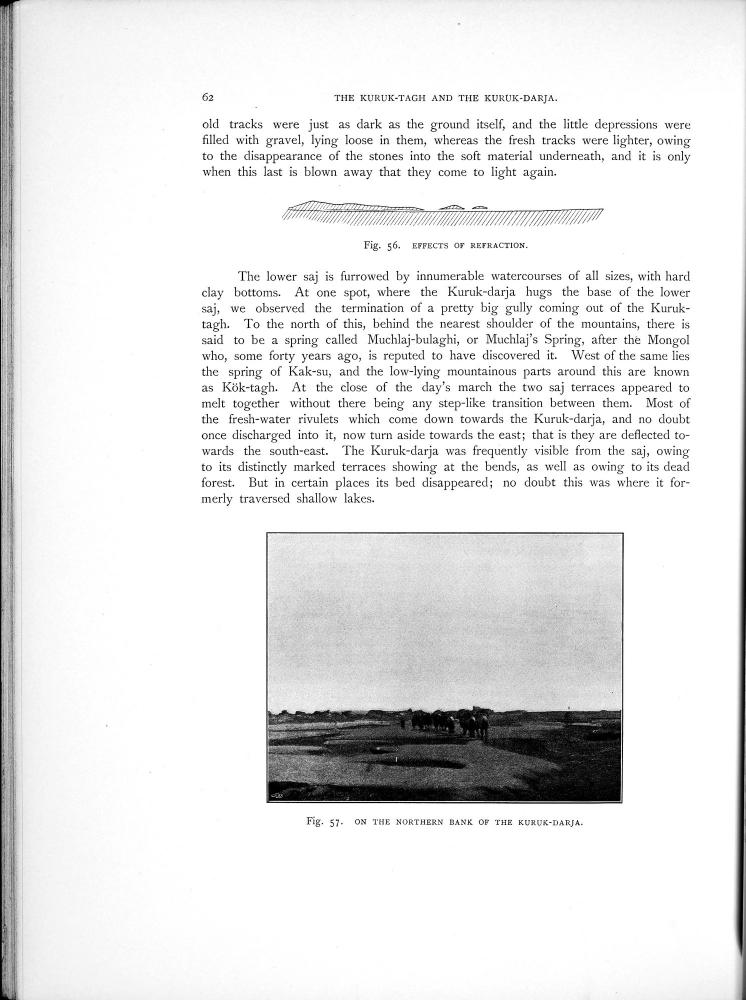 62
THE KURUK-TAGH AND THE KURUK-DARJA.
old tracks were just as dark as the ground itself, and the little depressions were
filled with gravel, lying loose in them, whereas the fresh tracks were lighter, owing
to the disappearance of the stones into the soft material underneath, and it is only
when this last is blown away that they come to light again.
Fig. 56. EFFECTS OF REFRACTION.
The lower saj is furrowed by innumerable watercourses of all sizes, with hard
clay bottoms. At one spot, where the Kuruk-darja hugs the base of the lower
saj, we observed the termination of a pretty big gully coming out of the Kuruk-
tagh. To the north of this, behind the nearest shoulder of the mountains, there is
said to be a spring called Muchlaj-bulaghi, or Muchlaj's Spring, after the Mongol
who, some forty years ago, is reputed to have discovered it. West of the same lies
the spring of Kak-su, and the low-lying mountainous parts around this are known
as Kök-tagh. At the close of the day's march the two saj terraces appeared to
melt together without there being any step-like transition between them. Most of
the fresh-water rivulets which come down towards the Kuruk-darja, and no doubt
once discharged into it, now turn aside towards the east; that is they are deflected to-
wards the south-east. The Kuruk-darja was frequently visible from the saj, owing
to its distinctly marked terraces showing at the bends, as well as owing to its dead
forest. But in certain places its bed disappeared; no doubt this was where it for-
merly traversed shallow lakes.
Fig. 57. ON THE NORTHERN BANK OF THE KURUK-DARJA.